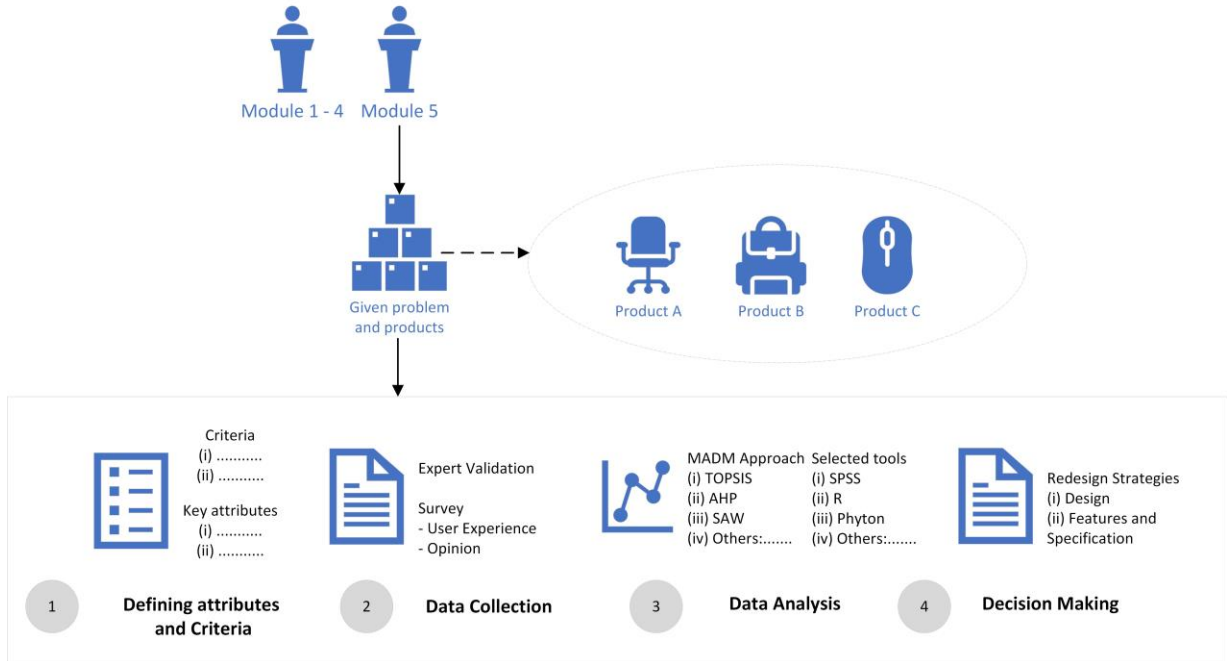 Module 1 - 4
Module 5
Given problem
and products
Product A
Product B
Product C
Criteria
(i) ...........
(ii) ...........
Key attributes
(i) ...........
(ii) ...........
1
Defining attributes
and Criteria
Expert Validation
Survey
- User Experience
- Opinion
2
Data Collection
MADM Approach
(i) TOPSIS
(ii) AHP
(iii) SAW
(iv) Others:.......
Selected tools
(i) SPSS
(ii) R
(iii) Phyton
(iv) Others:.......
3
Data Analysis
Redesign Strategies
(i) Design
(ii) Features and
Specification
4
Decision Making